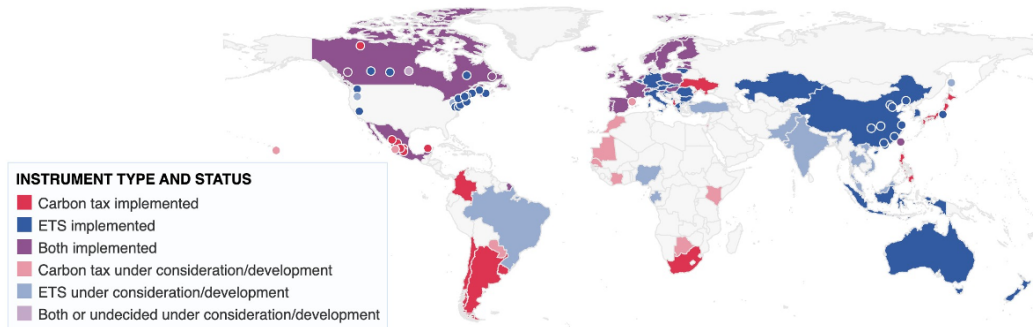 INSTRUMENT TYPE AND STATUS
Carbon tax implemented
ETS implemented
Both implemented
Carbon tax under consideration/development
ETS under consideration/development
Both or undecided under consideration/development